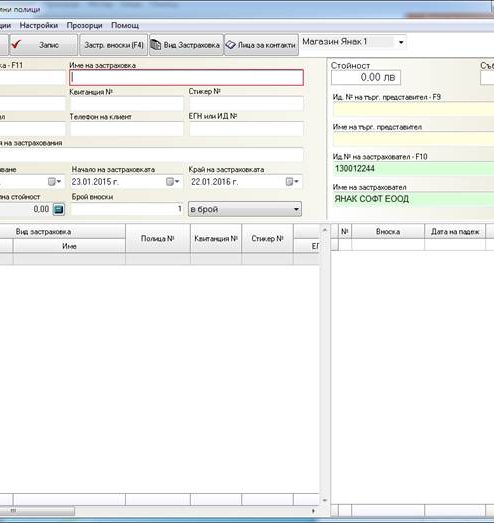 ни полици
ции Настройки Прозорци Помощ
Запис Застр. вноски (F4) Вид Застраховка Лица за контакти Магазин Янак 1
ка - F11 Име на застраховка Стойност Съб
0.00 лв 0
Квитанция № Стикер № Ид. № на търг. представител - F9
ал Телефон на клиент ЕГН или ИД № Име на търг. представител
я на застрахования Ид.№ на застраховател - F10
130012244
ване Начало на застраховката Край на застраховката Име на застраховател
23.01.2015 г. 22.01.2016 г. ЯНАК СОФТ ЕООД
на стойност Брой вноски
0,00 1 в брой
Вид застраховка Полица № Квитанция № Стикер № № Вноска Дата на падеж
Име ЕГ